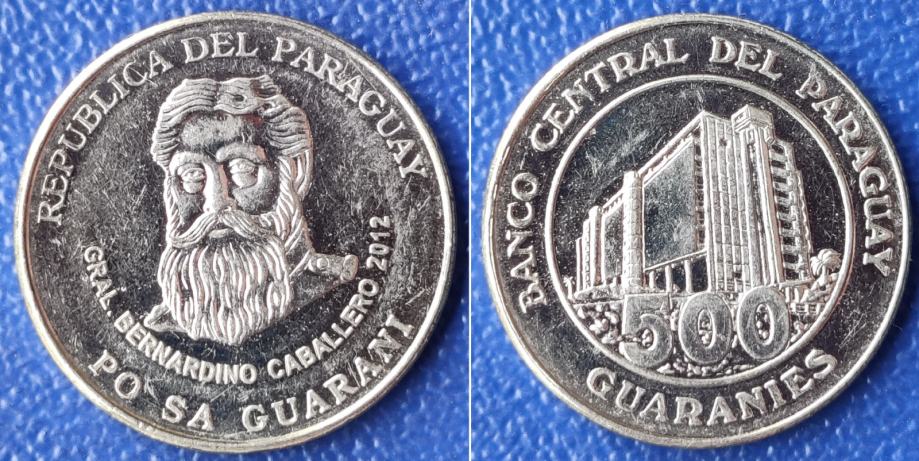 REPUBLICA DEL PARAGUAY
GRAL. BERNARDINO CABALLERO 2012
PO SA GUARANI
BANCO CENTRAL DEL PARAGUAY
500
GUARANIES